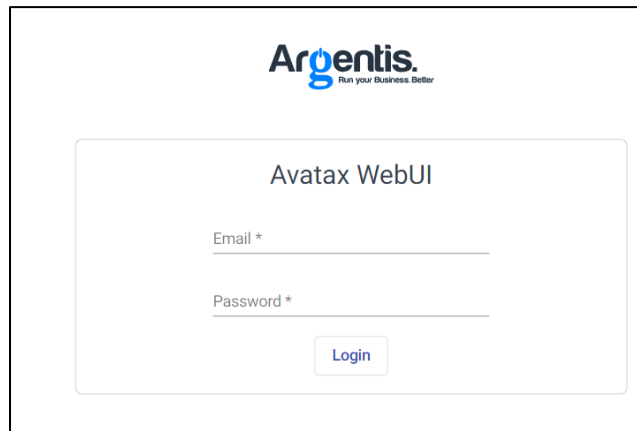 Argentis.
Run your Business. Better
Avatax WebUI
Email *
Password *
Login